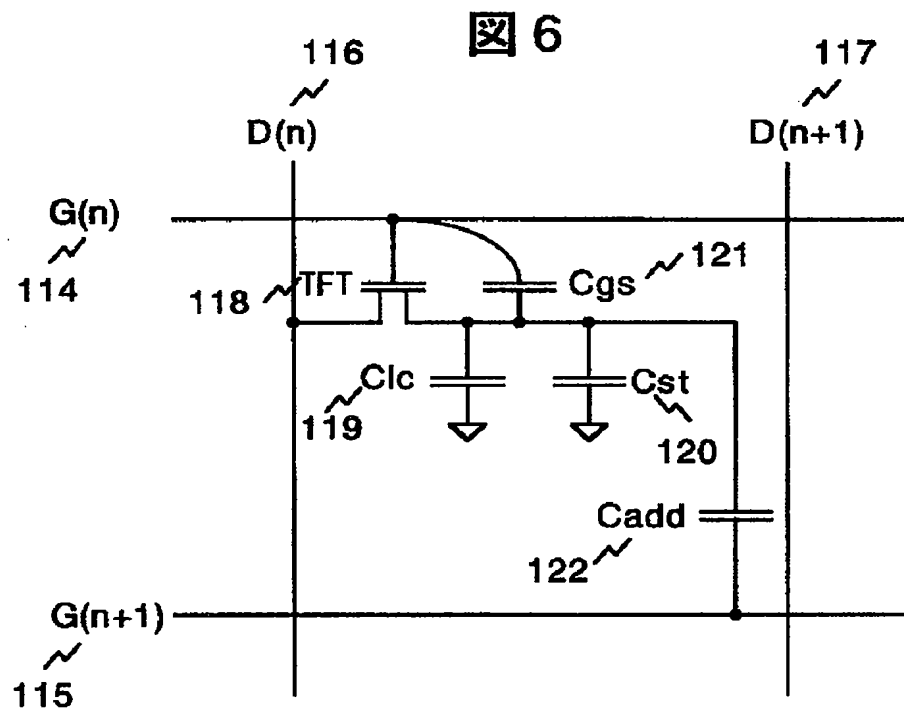 図 6
116
117
D(n)
D(n+1)
G(n)
114
118
TFT
Cgs
121
Clc
119
Cst
120
Cadd
122
G(n+1)
115